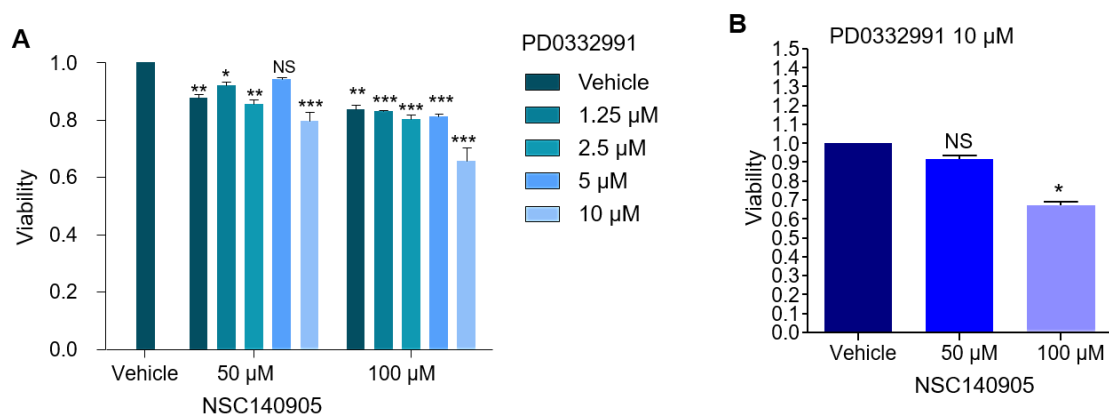 A
PD0332991
Vehicle
1.25 µM
2.5 µM
5 µM
10 µM
Viability
1.0
0.8
0.6
0.4
0.2
0.0
** * ** NS ***
** *** *** *** ***
Vehicle 50 µM 100 µM
NSC140905
B
PD0332991 10 µM
Viability
1.5
1.4
1.3
1.2
1.1
1.0
0.9
0.8
0.7
0.6
0.5
0.4
0.3
0.2
0.1
0.0
NS
*
Vehicle 50 µM 100 µM
NSC140905